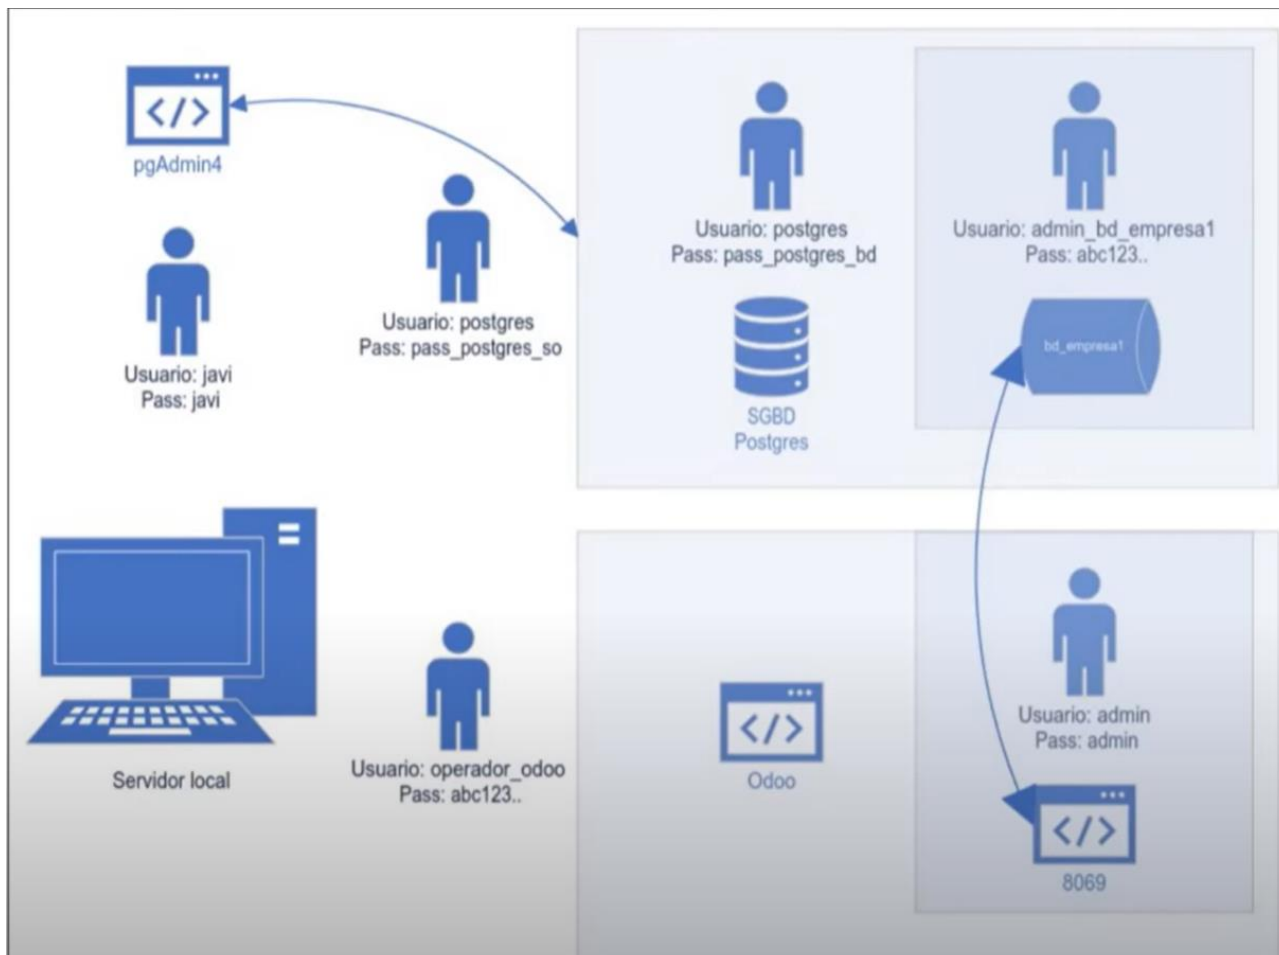 pgAdmin4
Usuario: javi
Pass: javi
Usuario: postgres
Pass: pass_postgres_so
Usuario: postgres
Pass: pass_postgres_bd
SGBD
Postgres
Usuario: admin_bd_empresa1
Pass: abc123..
bd_empresa1
Servidor local
Usuario: operador_odoo
Pass: abc123..
Odoo
Usuario: admin
Pass: admin
8069